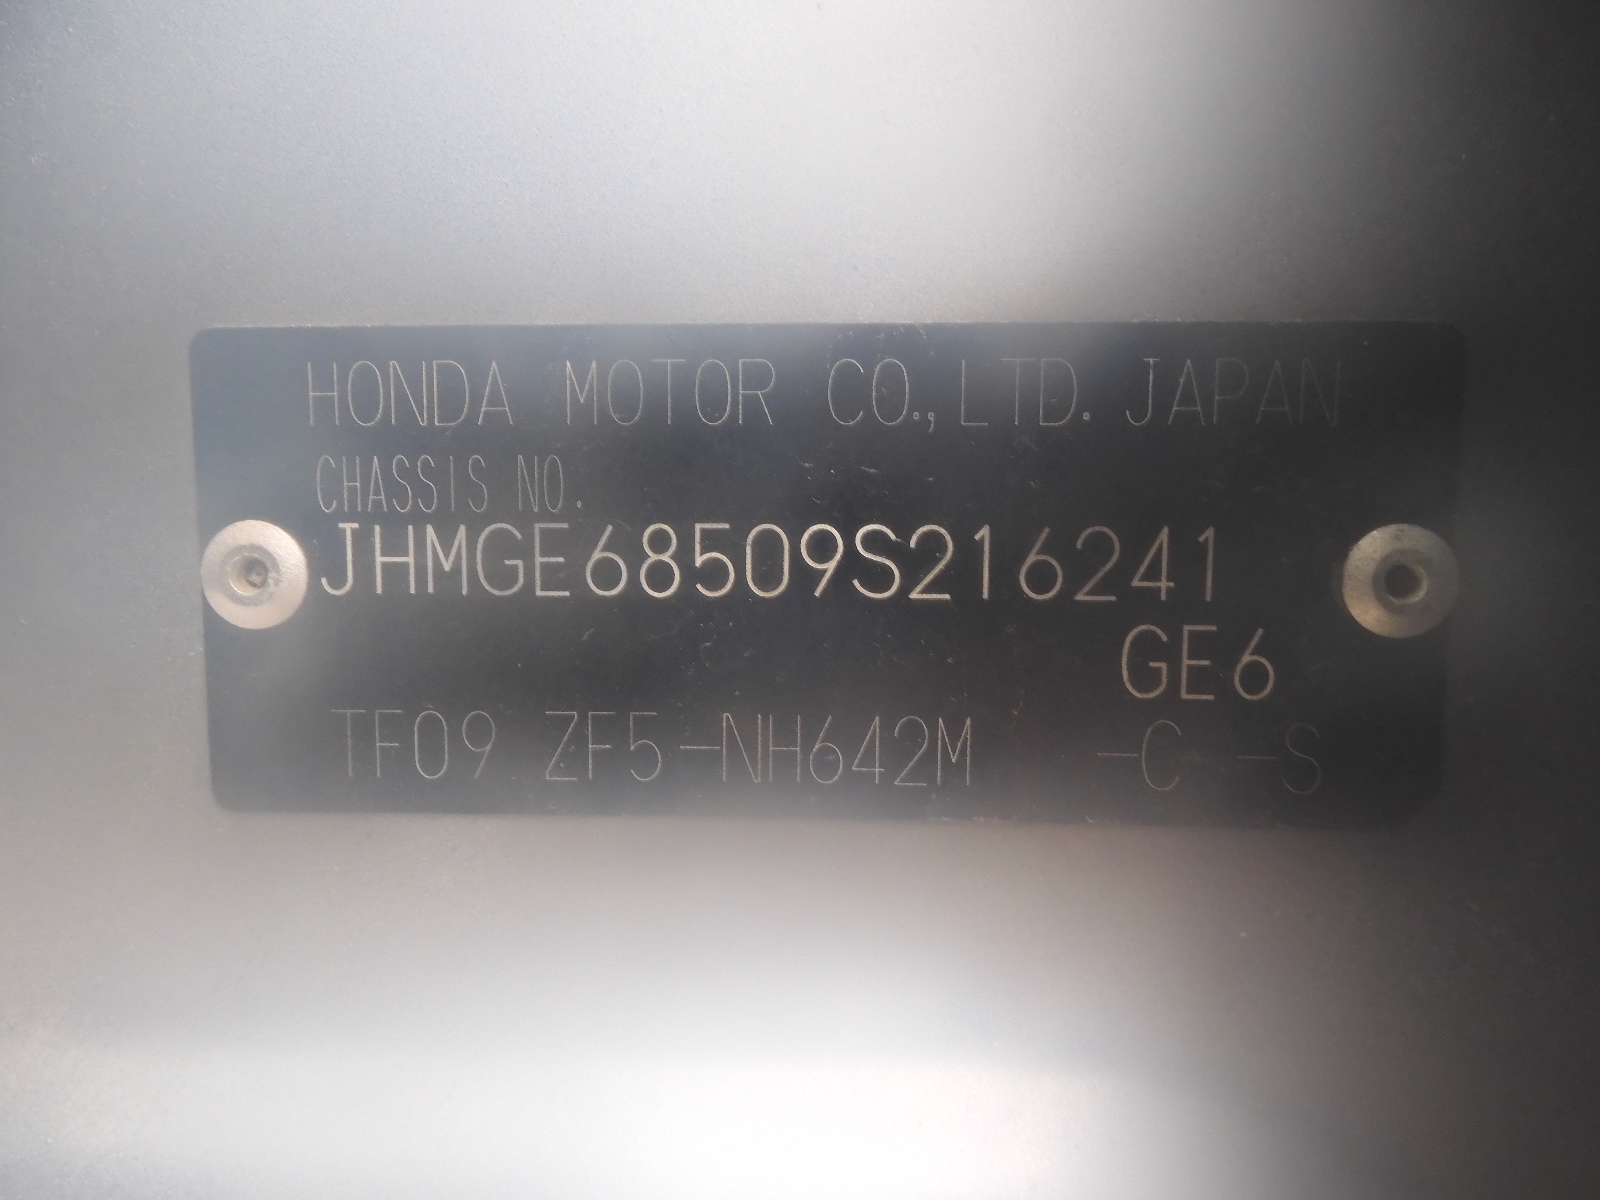 HONDA MOTOR CO., LTD. JAPAN
CHASSIS NO.
JHMGE68509S216241
GE6
TF09 ZF5-NH642M -C -S